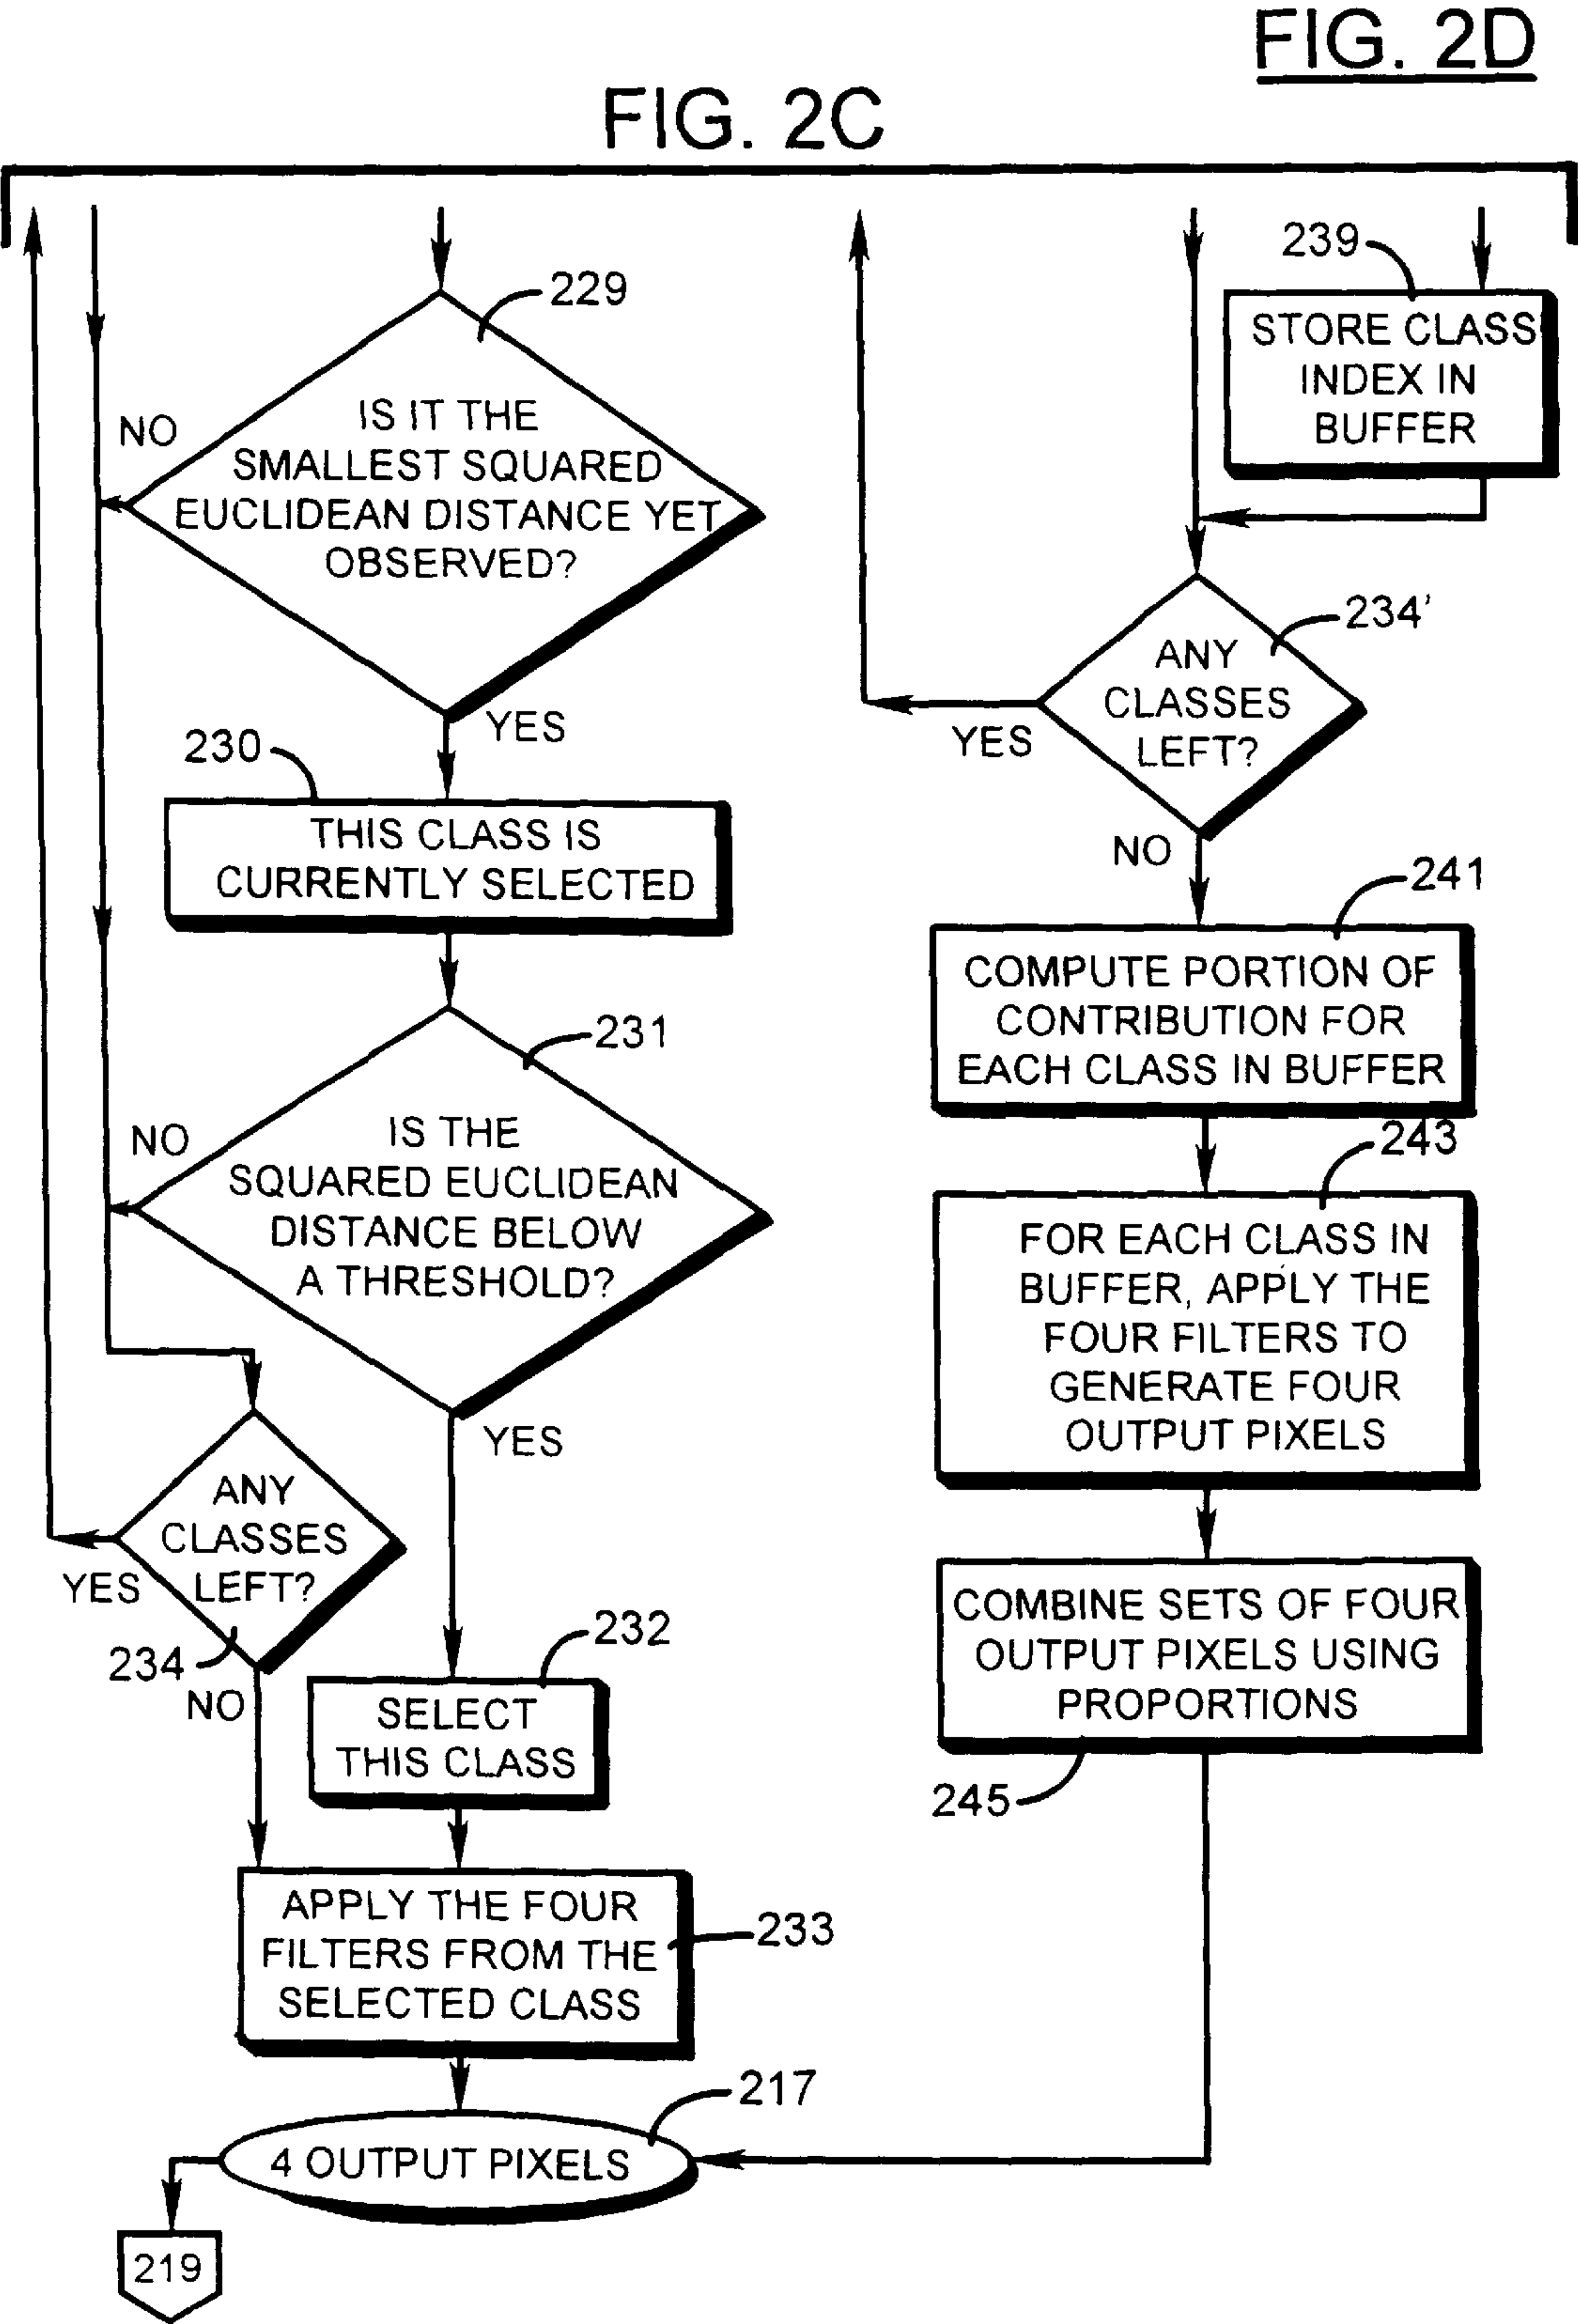 FIG. 2D
FIG. 2C
229
IS IT THE
SMALLEST SQUARED
EUCLIDEAN DISTANCE YET
OBSERVED?
NO
YES
230
THIS CLASS IS
CURRENTLY SELECTED
231
IS THE
SQUARED EUCLIDEAN
DISTANCE BELOW
A THRESHOLD?
NO
YES
ANY
CLASSES
LEFT?
YES
234
NO
232
SELECT
THIS CLASS
APPLY THE FOUR
FILTERS FROM THE
SELECTED CLASS
233
217
4 OUTPUT PIXELS
219
239
STORE CLASS
INDEX IN
BUFFER
234'
ANY
CLASSES
LEFT?
YES
NO
241
COMPUTE PORTION OF
CONTRIBUTION FOR
EACH CLASS IN BUFFER
243
FOR EACH CLASS IN
BUFFER, APPLY THE
FOUR FILTERS TO
GENERATE FOUR
OUTPUT PIXELS
COMBINE SETS OF FOUR
OUTPUT PIXELS USING
PROPORTIONS
245